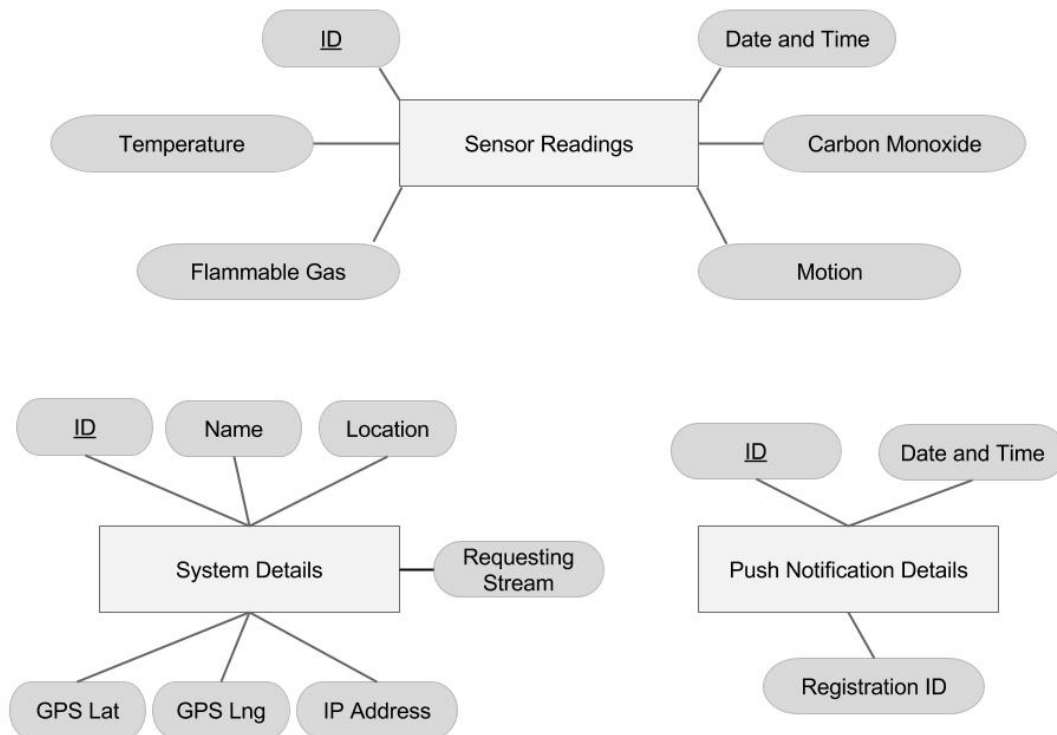 ID
Date and Time
Temperature
Sensor Readings
Carbon Monoxide
Flammable Gas
Motion
ID
Name
Location
ID
Date and Time
System Details
Requesting
Stream
Push Notification Details
GPS Lat
GPS Lng
IP Address
Registration ID